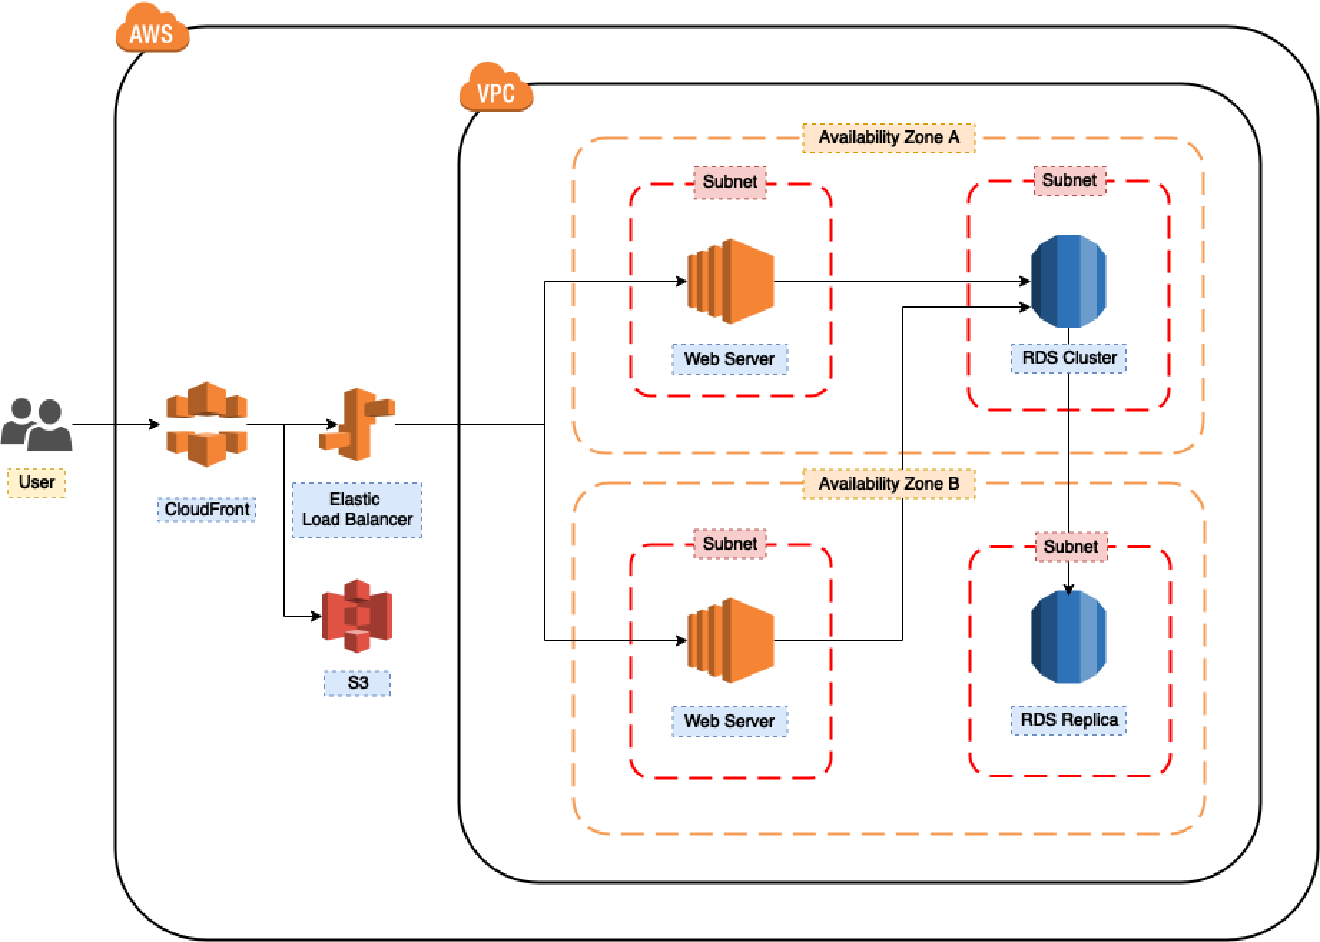 AWS
VPC
Availability Zone A
Subnet
Subnet
Web Server
RDS Cluster
User
CloudFront
Elastic
Load Balancer
S3
Availability Zone B
Subnet
Subnet
Web Server
RDS Replica